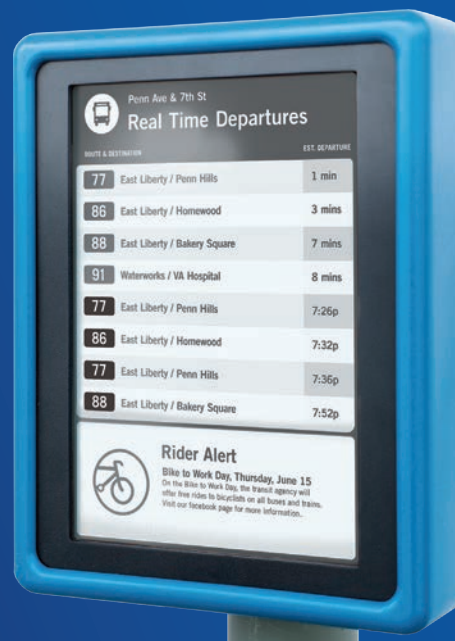 Penn Ave & 7th St
Real Time Departures
ROUTE & DESTINATION EST. DEPARTURE
77 East Liberty / Penn Hills 1 min
86 East Liberty / Homewood 3 mins
88 East Liberty / Bakery Square 7 mins
91 Waterworks / VA Hospital 8 mins
77 East Liberty / Penn Hills 7:26p
86 East Liberty / Homewood 7:32p
77 East Liberty / Penn Hills 7:36p
88 East Liberty / Bakery Square 7:52p
Rider Alert
Bike to Work Day, Thursday, June 15
On the Bike to Work Day, the transit agency will
offer free rides to bicyclists on all buses and trains.
Visit our facebook page for more information.